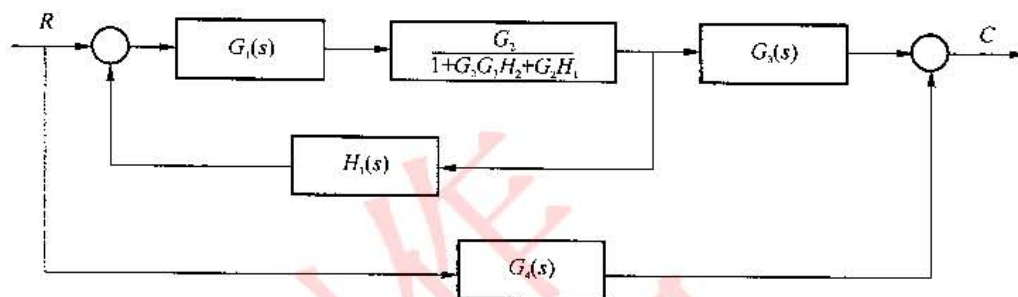 R
G₁(s)
G₂
1+G₂G₃H₂+G₂H₁
G₃(s)
C
H₁(s)
G₄(s)